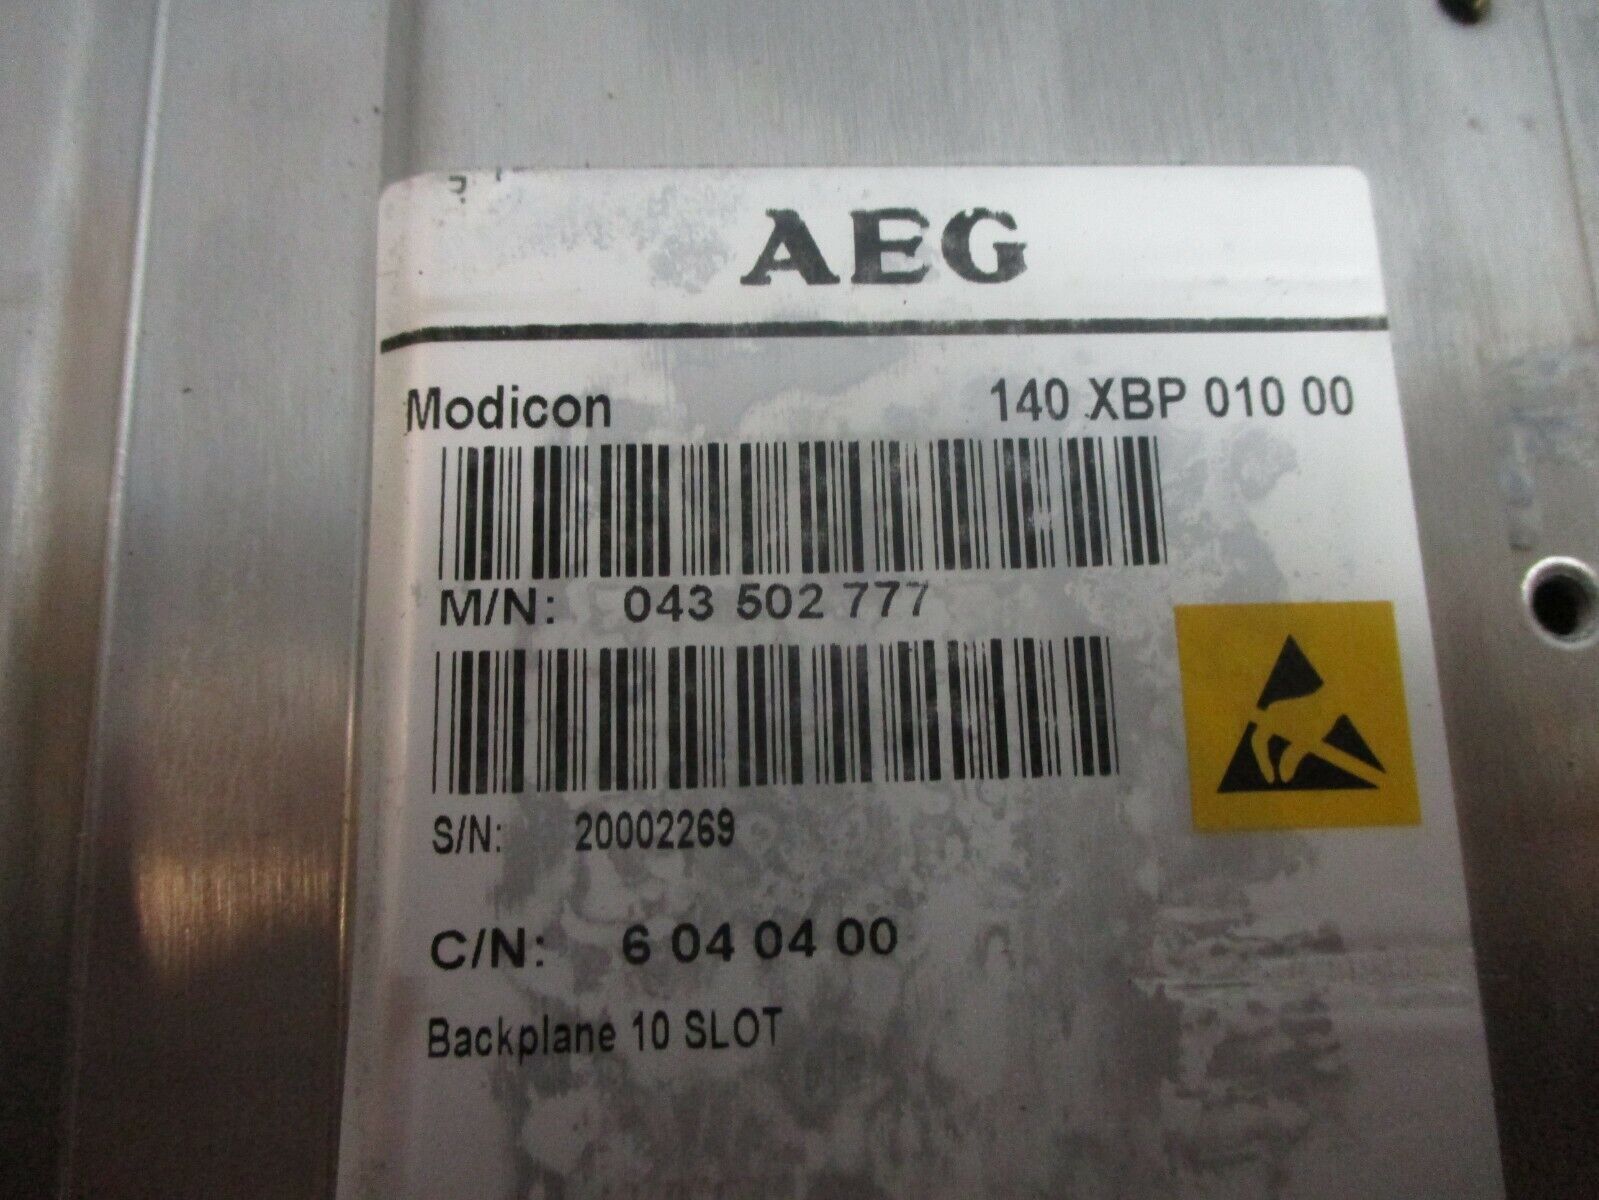 AEG
Modicon 140 XBP 010 00
M/N: 043 502 777
S/N: 20002269
C/N: 6 04 04 00
Backplane 10 SLOT